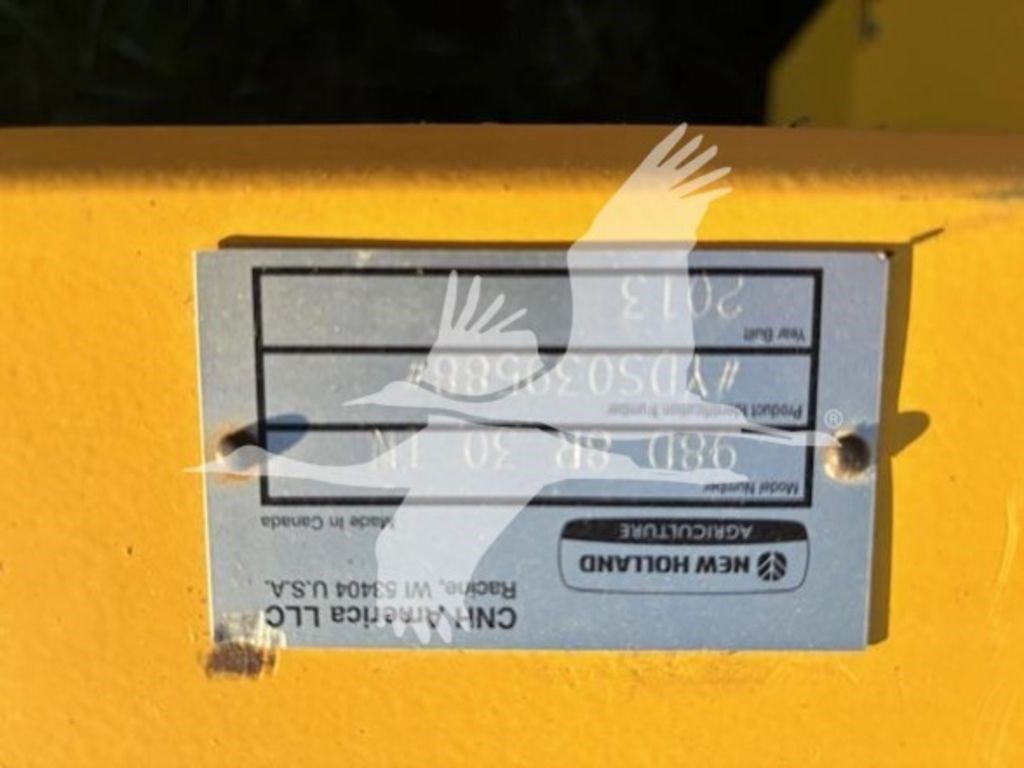 CNH America LLC
Racine, WI 53404 U.S.A.
NEW HOLLAND
AGRICULTURE
Made in Canada
Model Number
98D 8R 30 IN
Product Identification Number
Year Built
2013
®